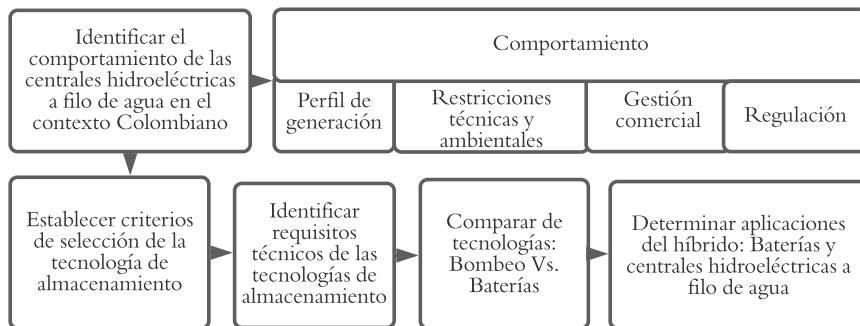 Identificar el
comportamiento de las
centrales hidroeléctricas
a filo de agua en el
contexto Colombiano
Comportamiento
Perfil de
generación
Restricciones
técnicas y
ambientales
Gestión
comercial
Regulación
Establecer criterios
de selección de la
tecnología de
almacenamiento
Identificar
requisitos
técnicos de las
tecnologías de
almacenamiento
Comparar de
tecnologías:
Bombeo Vs.
Baterías
Determinar aplicaciones
del híbrido: Baterías y
centrales hidroeléctricas a
filo de agua